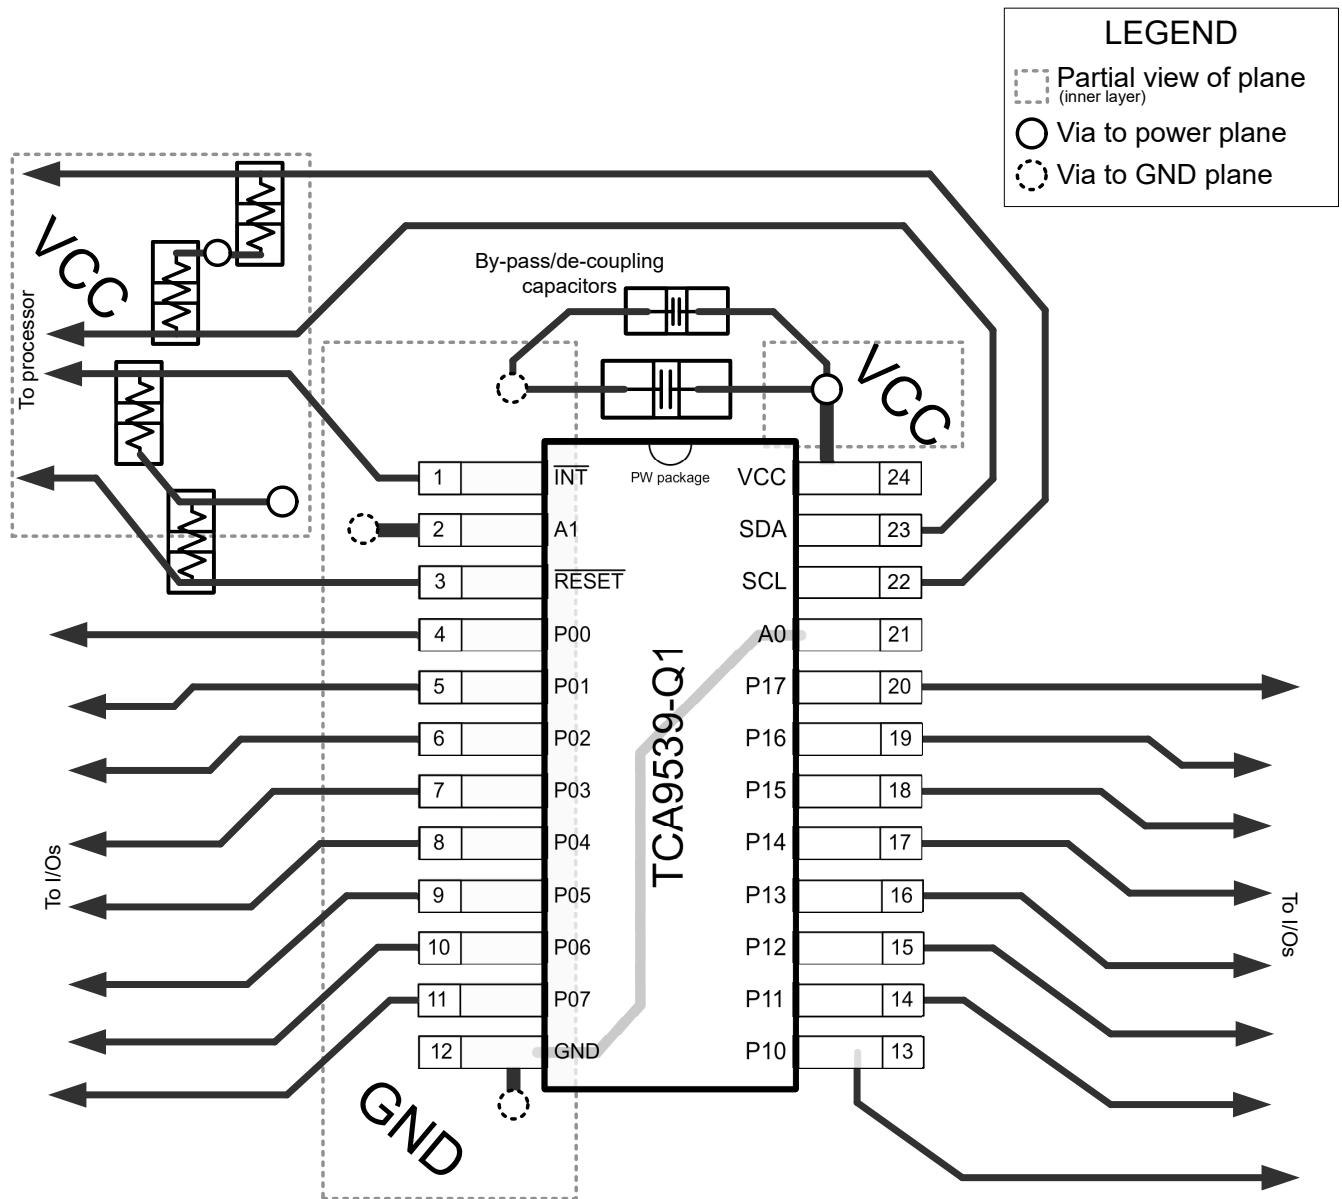 LEGEND
Partial view of plane
(inner layer)
Via to power plane
Via to GND plane
VCC
To processor
By-pass/de-coupling
capacitors
VCC
PW package
TCA9539-Q1
1 INT
2 A1
3 RESET
4 P00
5 P01
6 P02
7 P03
8 P04
9 P05
10 P06
11 P07
12 GND
VCC 24
SDA 23
SCL 22
A0 21
P17 20
P16 19
P15 18
P14 17
P13 16
P12 15
P11 14
P10 13
To I/Os
To I/Os
GND